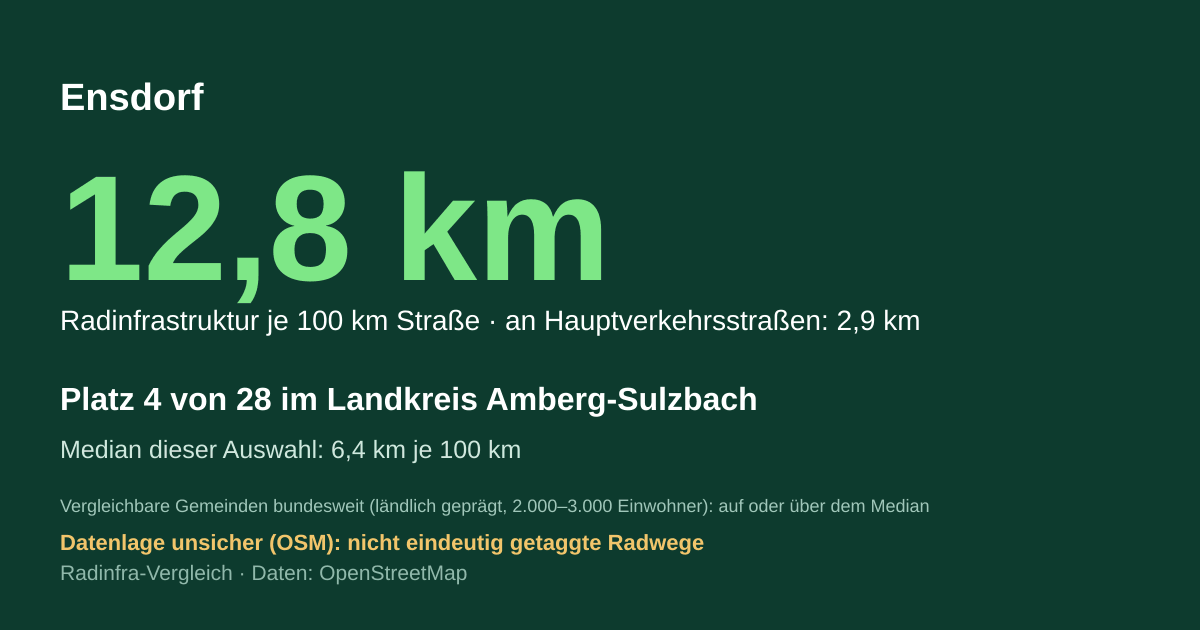 Ensdorf
12,8 km
Radinfrastruktur je 100 km Straße · an Hauptverkehrsstraßen: 2,9 km
Platz 4 von 28 im Landkreis Amberg-Sulzbach
Median dieser Auswahl: 6,4 km je 100 km
Vergleichbare Gemeinden bundesweit (ländlich geprägt, 2.000–3.000 Einwohner): auf oder über dem Median
Datenlage unsicher (OSM): nicht eindeutig getaggte Radwege
Radinfra-Vergleich · Daten: OpenStreetMap